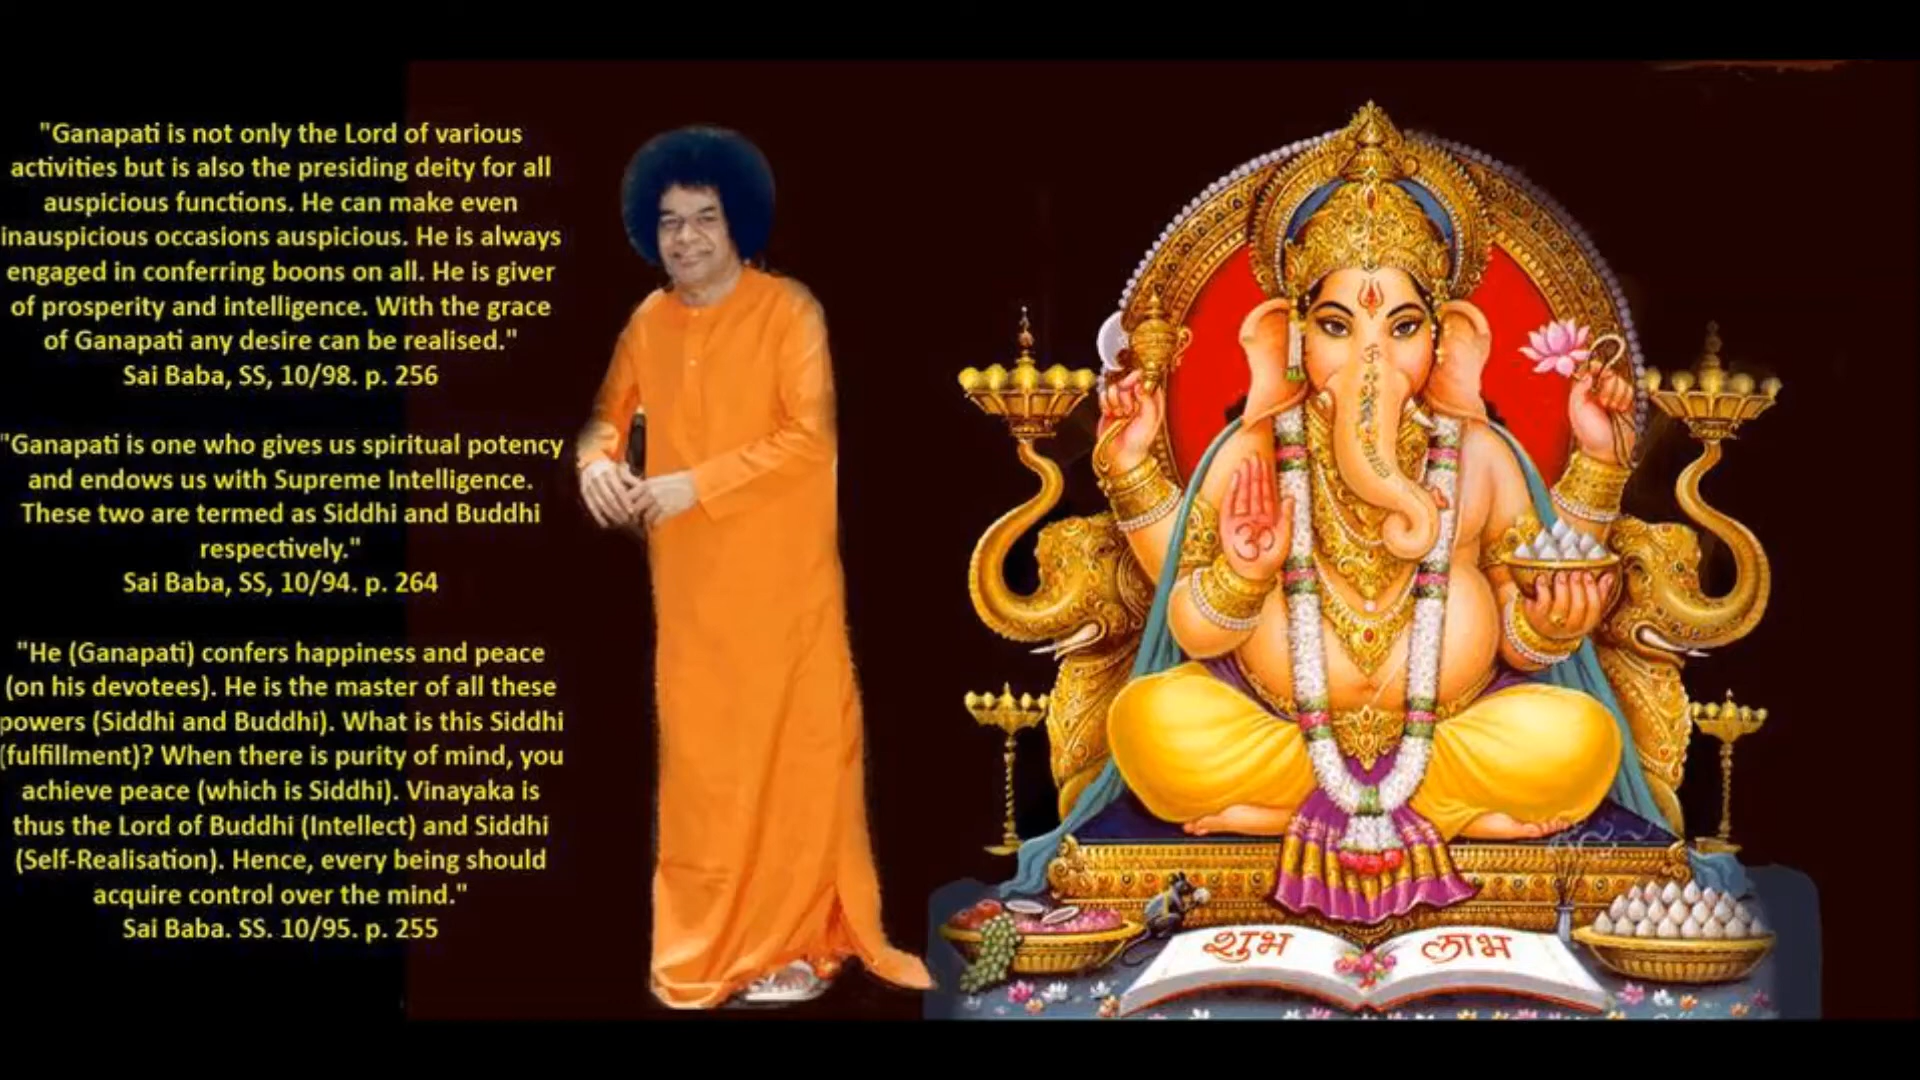 "Ganapati is not only the Lord of various
activities but is also the presiding deity for all
auspicious functions. He can make even
inauspicious occasions auspicious. He is always
engaged in conferring boons on all. He is giver
of prosperity and intelligence. With the grace
of Ganapati any desire can be realised."
Sai Baba, SS, 10/98. p. 256
"Ganapati is one who gives us spiritual potency
and endows us with Supreme Intelligence.
These two are termed as Siddhi and Buddhi
respectively."
Sai Baba, SS, 10/94. p. 264
"He (Ganapati) confers happiness and peace
(on his devotees). He is the master of all these
powers (Siddhi and Buddhi). What is this Siddhi
(fulfillment)? When there is purity of mind, you
achieve peace (which is Siddhi). Vinayaka is
thus the Lord of Buddhi (Intellect) and Siddhi
(Self-Realisation). Hence, every being should
acquire control over the mind."
Sai Baba. SS. 10/95. p. 255
ॐ
ॐ
शुभ लाभ